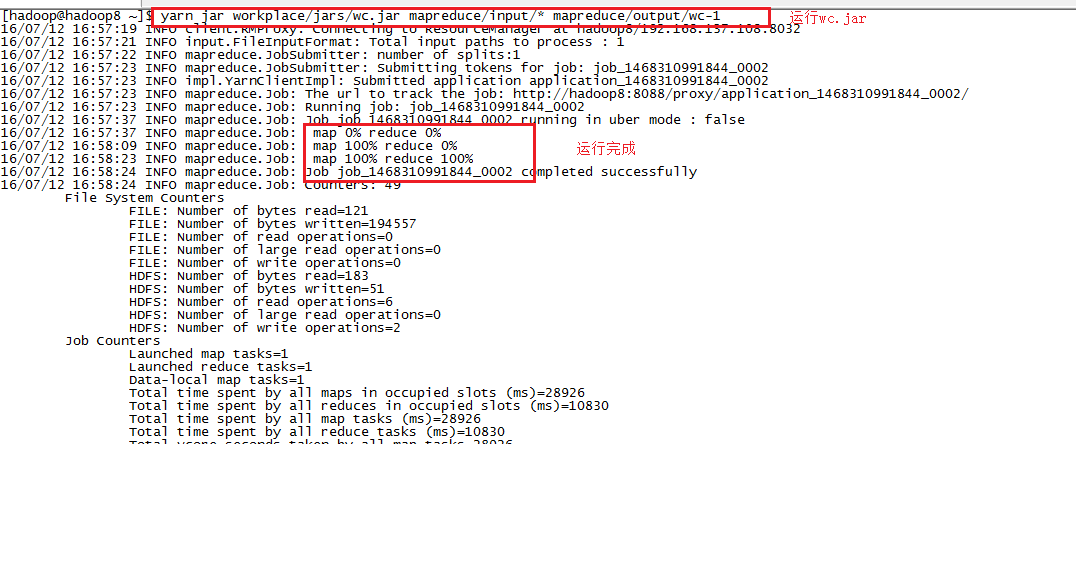 [hadoop@hadoop8 ~]$ yarn jar workplace/jars/wc.jar mapreduce/input/* mapreduce/output/wc-1 运行wc.jar
16/07/12 16:57:19 INFO client.RMProxy: Connecting to ResourceManager at hadoop8/192.168.157.108:8032
16/07/12 16:57:21 INFO input.FileInputFormat: Total input paths to process : 1
16/07/12 16:57:22 INFO mapreduce.JobSubmitter: number of splits:1
16/07/12 16:57:23 INFO mapreduce.JobSubmitter: Submitting tokens for job: job_1468310991844_0002
16/07/12 16:57:23 INFO impl.YarnClientImpl: Submitted application application_1468310991844_0002
16/07/12 16:57:23 INFO mapreduce.Job: The url to track the job: http://hadoop8:8088/proxy/application_1468310991844_0002/
16/07/12 16:57:23 INFO mapreduce.Job: Running job: job_1468310991844_0002
16/07/12 16:57:37 INFO mapreduce.Job: Job job_1468310991844_0002 running in uber mode : false
16/07/12 16:57:37 INFO mapreduce.Job: map 0% reduce 0%
16/07/12 16:58:09 INFO mapreduce.Job: map 100% reduce 0% 运行完成
16/07/12 16:58:23 INFO mapreduce.Job: map 100% reduce 100%
16/07/12 16:58:24 INFO mapreduce.Job: Job job_1468310991844_0002 completed successfully
16/07/12 16:58:24 INFO mapreduce.Job: Counters: 49
File System Counters
FILE: Number of bytes read=121
FILE: Number of bytes written=194557
FILE: Number of read operations=0
FILE: Number of large read operations=0
FILE: Number of write operations=0
HDFS: Number of bytes read=183
HDFS: Number of bytes written=51
HDFS: Number of read operations=6
HDFS: Number of large read operations=0
HDFS: Number of write operations=2
Job Counters
Launched map tasks=1
Launched reduce tasks=1
Data-local map tasks=1
Total time spent by all maps in occupied slots (ms)=28926
Total time spent by all reduces in occupied slots (ms)=10830
Total time spent by all map tasks (ms)=28926
Total time spent by all reduce tasks (ms)=10830
Total vcore-seconds taken by all map tasks=28926